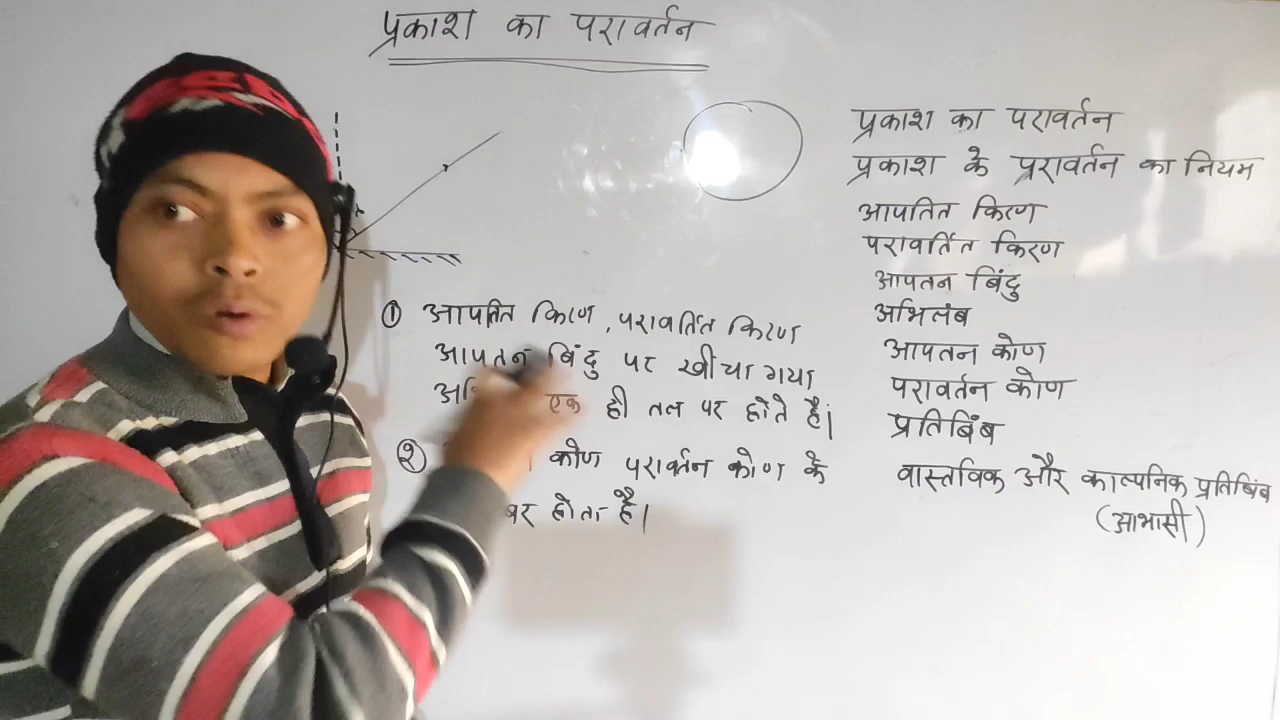 प्रकाश का परावर्तन
① आपतित किरण, परावर्तित किरण
आपतन बिंदु पर खींचा गया
एक ही तल पर होते हैं।
② कोण परावर्तन कोण के
बर होता है।
प्रकाश का परावर्तन
प्रकाश के परावर्तन का नियम
आपतित किरण
परावर्तित किरण
आपतन बिंदु
अभिलंब
आपतन कोण
परावर्तन कोण
प्रतिबिंब
वास्तविक और काल्पनिक प्रतिबिंब
(आभासी)